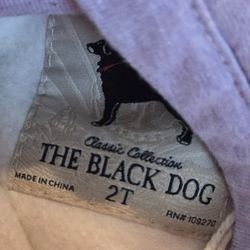 Classic Collection
THE BLACK DOG
MADE IN CHINA
2T
RN# 109270